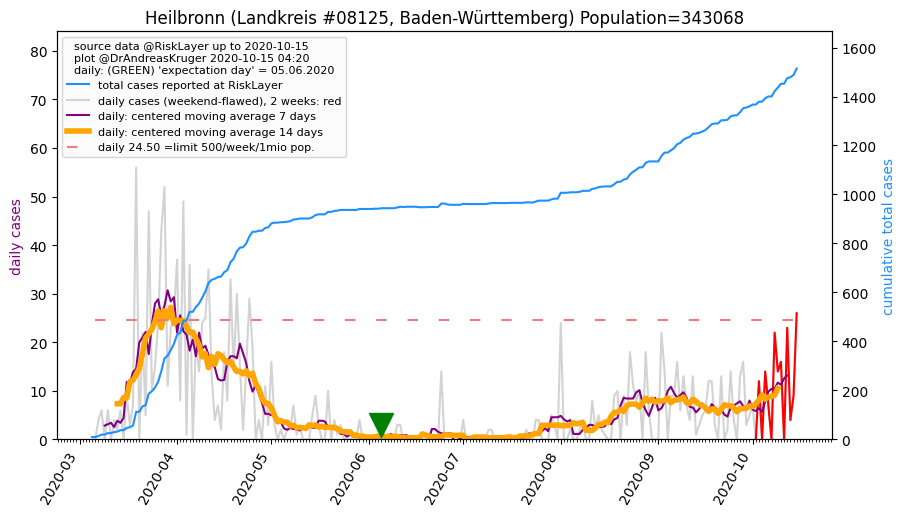 Heilbronn (Landkreis #08125, Baden-Württemberg) Population=343068
source data @RiskLayer up to 2020-10-15
plot @DrAndreasKruger 2020-10-15 04:20
daily: (GREEN) 'expectation day' = 05.06.2020
total cases reported at RiskLayer
daily cases (weekend-flawed), 2 weeks: red
daily: centered moving average 7 days
daily: centered moving average 14 days
daily 24.50 =limit 500/week/1mio pop.
daily cases
80
70
60
50
40
30
20
10
0
1600
1400
1200
1000
800
600
400
200
0
cumulative total cases
2020-03
2020-04
2020-05
2020-06
2020-07
2020-08
2020-09
2020-10